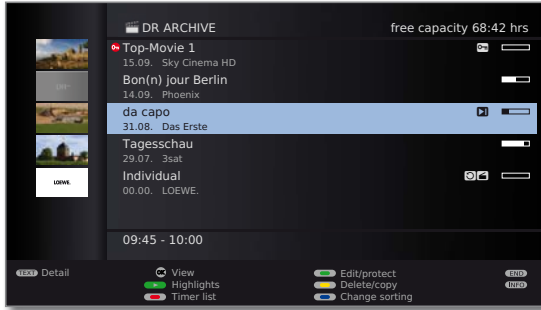 DR ARCHIVE free capacity 68:42 hrs
Top-Movie 1
15.09. Sky Cinema HD
Bon(n) jour Berlin
14.09. Phoenix
da capo
31.08. Das Erste
Tagesschau
29.07. 3sat
Individual
00.00. LOEWE.
LOEWE.
09:45 - 10:00
TEXT Detail OK View Edit/protect END
Highlights Delete/copy INFO
Timer list Change sorting